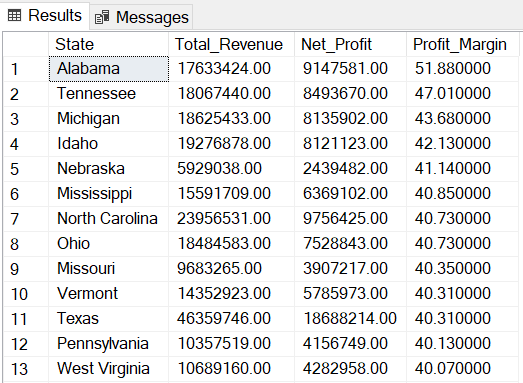 Results Messages
State Total_Revenue Net_Profit Profit_Margin
1 Alabama 17633424.00 9147581.00 51.880000
2 Tennessee 18067440.00 8493670.00 47.010000
3 Michigan 18625433.00 8135902.00 43.680000
4 Idaho 19276878.00 8121123.00 42.130000
5 Nebraska 5929038.00 2439482.00 41.140000
6 Mississippi 15591709.00 6369102.00 40.850000
7 North Carolina 23956531.00 9756425.00 40.730000
8 Ohio 18484583.00 7528843.00 40.730000
9 Missouri 9683265.00 3907217.00 40.350000
10 Vermont 14352923.00 5785973.00 40.310000
11 Texas 46359746.00 18688214.00 40.310000
12 Pennsylvania 10357519.00 4156749.00 40.130000
13 West Virginia 10689160.00 4282958.00 40.070000